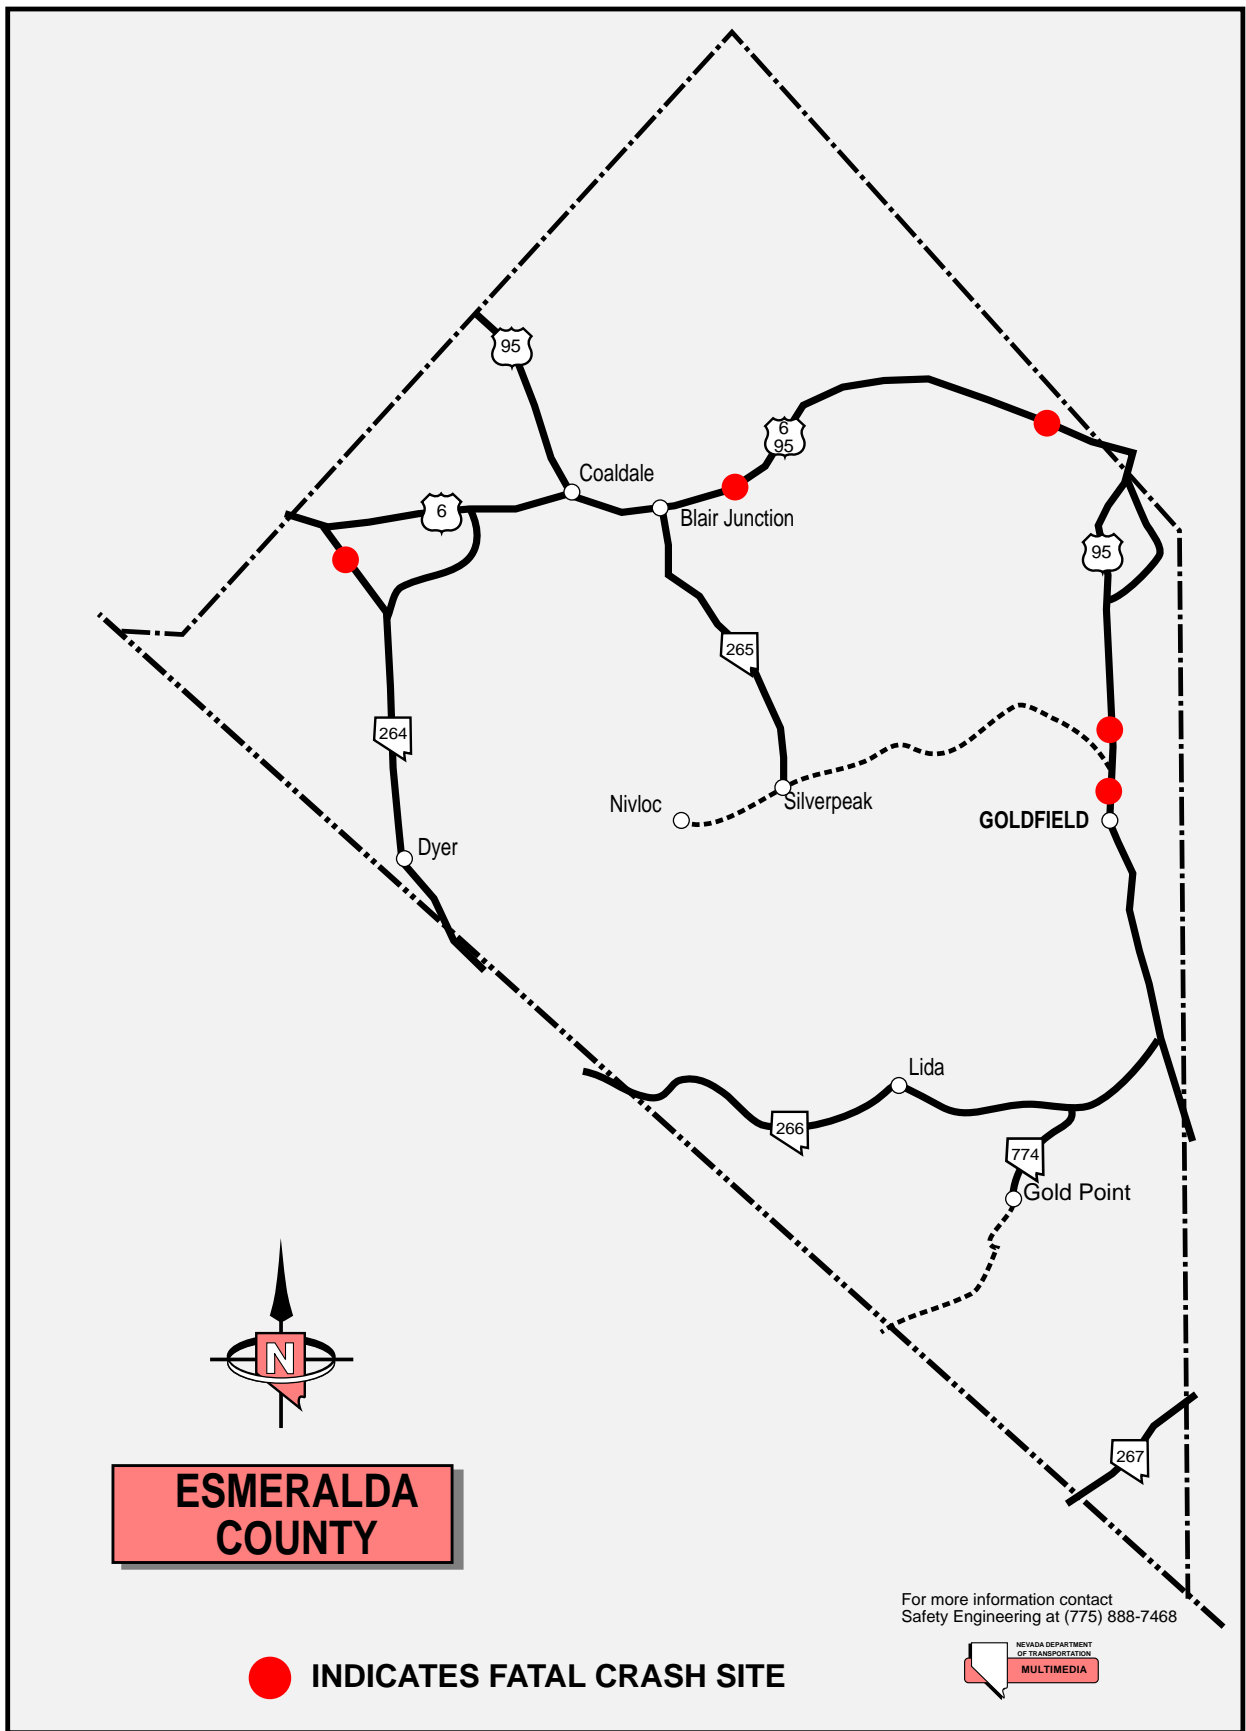 95
Coaldale
6
95
6
Blair Junction
95
265
264
Nivloc
Silverpeak
GOLDFIELD
Dyer
Lida
266
774
Gold Point
N
267
ESMERALDA
COUNTY
For more information contact
Safety Engineering at (775) 888-7468
NEVADA DEPARTMENT
OF TRANSPORTATION
MULTIMEDIA
INDICATES FATAL CRASH SITE